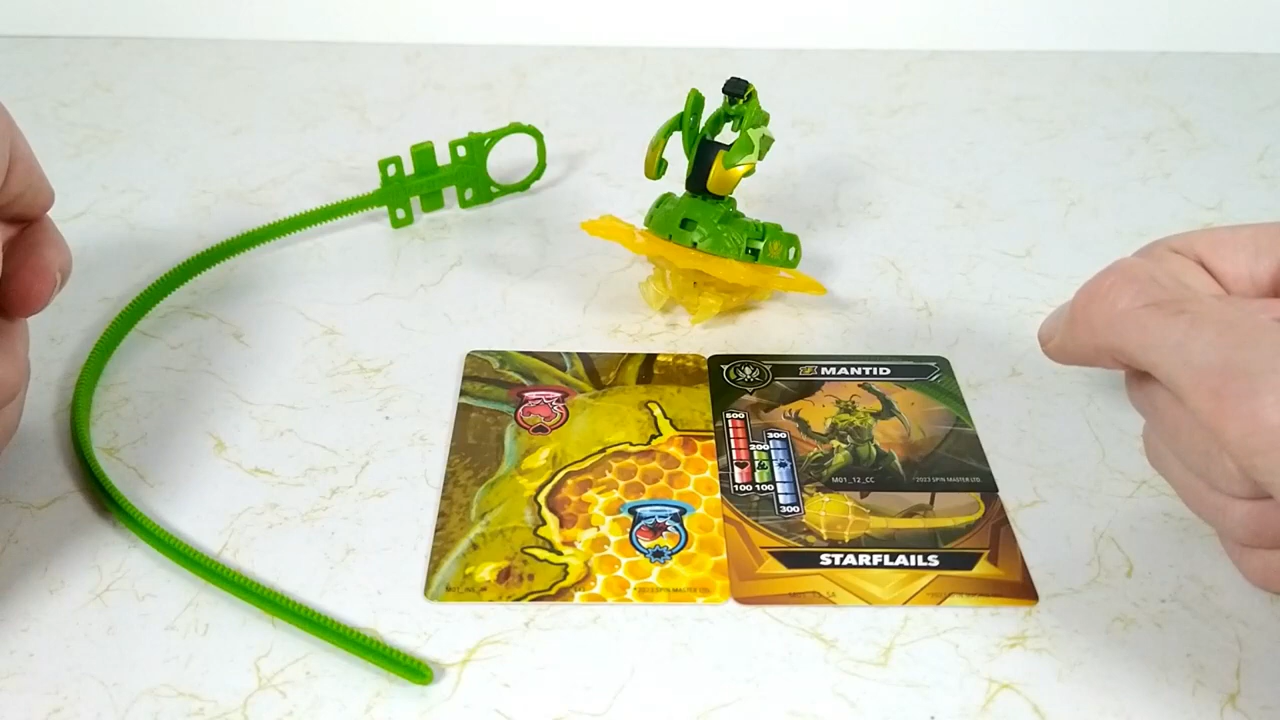 MANTID
500
300
200
100 100
300
M01_12_CC
©2023 SPIN MASTER LTD.
STARFLAILS
©2023 SPIN MASTER LTD.